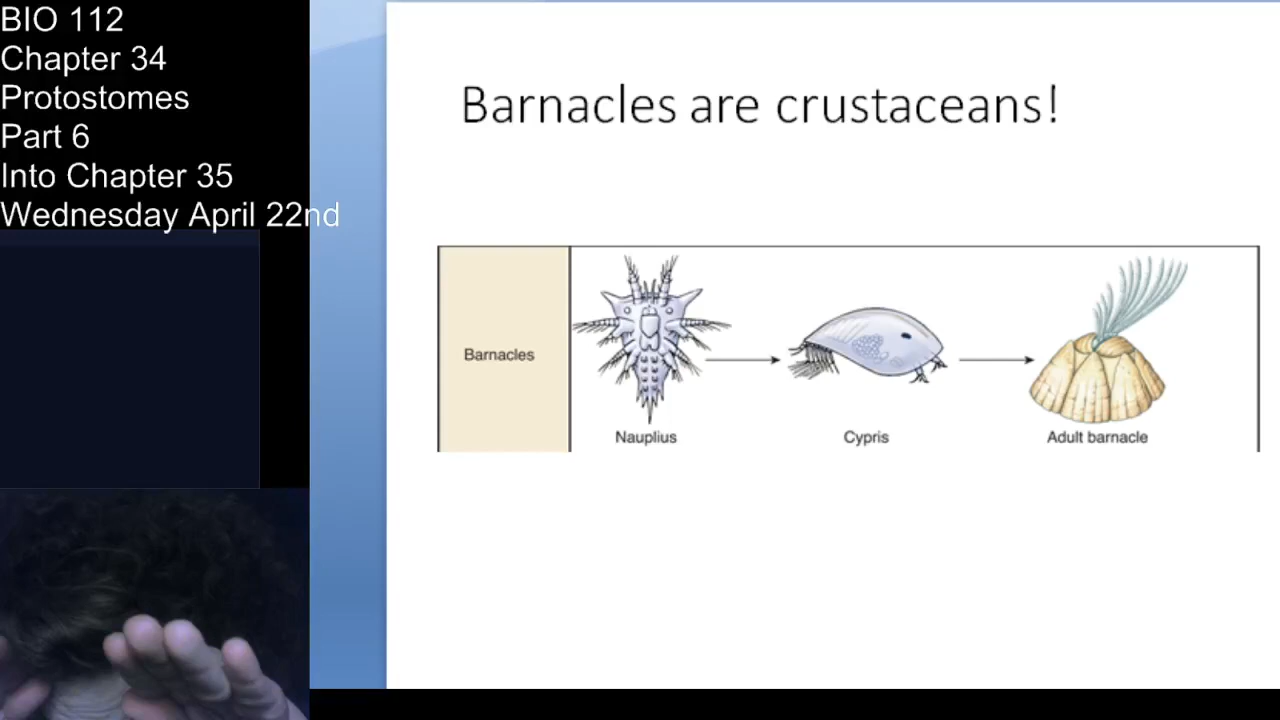 BIO 112
Chapter 34
Protostomes
Part 6
Into Chapter 35
Wednesday April 22nd
Barnacles are crustaceans!
Barnacles
Nauplius
Cypris
Adult barnacle